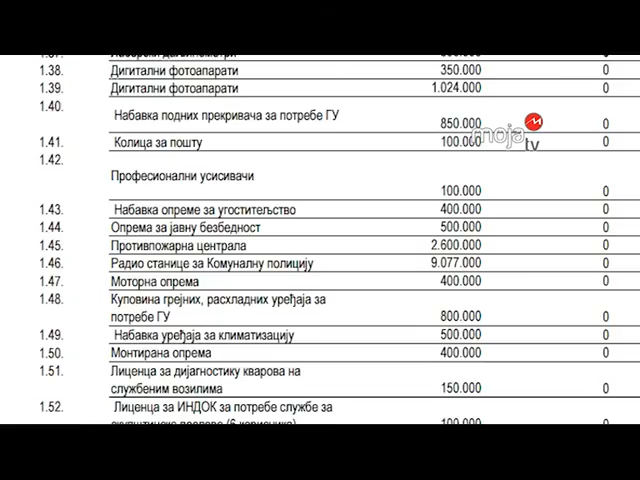 1.38. Дигитални фотоапарати 350.000 0
1.39. Дигитални фотоапарати 1.024.000 0
1.40.
Набавка подних прекривача за потребе ГУ
850.000 0
1.41. Колица за пошту 100.000 0
moja
tv
1.42.
Професионални усисивачи
100.000 0
1.43. Набавка опреме за угоститељство 400.000 0
1.44. Опрема за јавну безбедност 500.000 0
1.45. Противпожарна централа 2.600.000 0
1.46. Радио станице за Комуналну полицију 9.077.000 0
1.47. Моторна опрема 400.000 0
1.48. Куповина грејних, расхладних уређаја за
потребе ГУ 800.000 0
1.49. Набавка уређаја за климатизацију 500.000 0
1.50. Монтирана опрема 400.000 0
1.51. Лиценца за дијагностику кварова на
службеним возилима 150.000 0
1.52. Лиценца за ИНДОК за потребе службе за